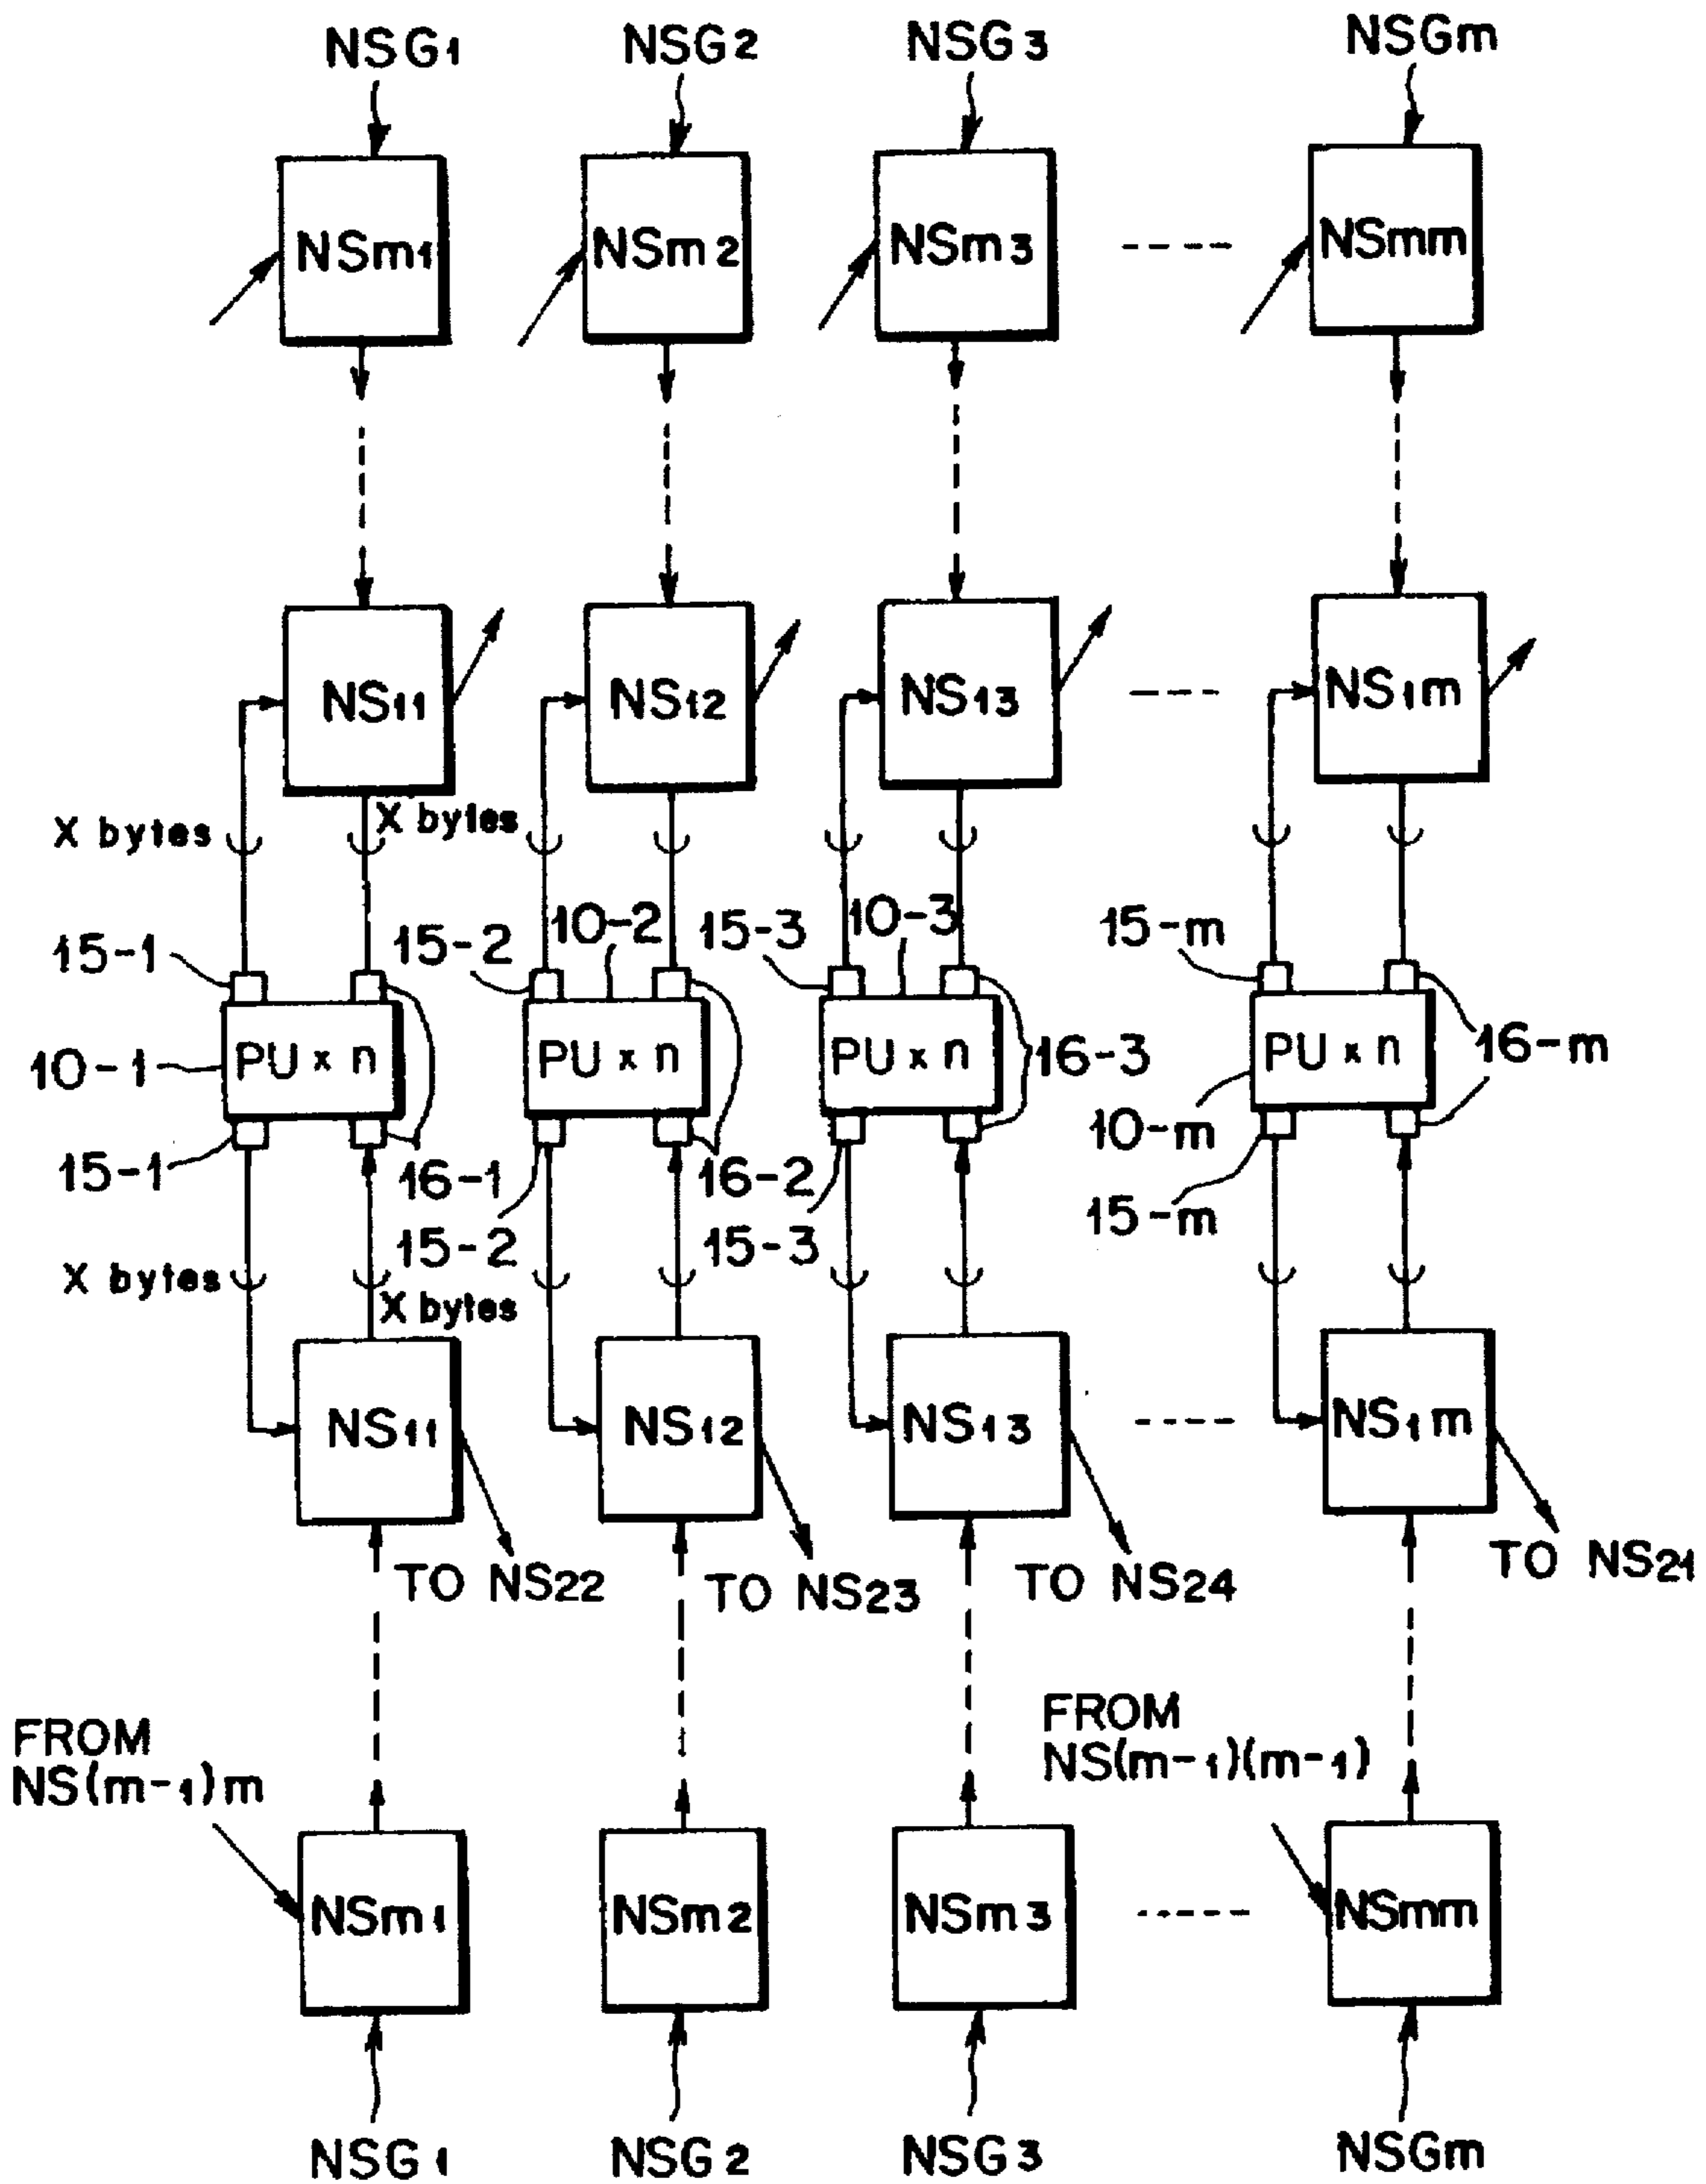 NSG1 NSG2 NSG3 NSGm
NSm1 NSm2 NSm3 NSmm
NS11 NS12 NS13 NS1m
X bytes X bytes
15-1 15-2 10-2 15-3 10-3 15-m
10-1 PU × n PU × n PU × n 16-3 PU × n 16-m
10-m
15-1 16-1 16-2 15-m
15-2 15-3
X bytes X bytes
NS11 NS12 NS13 NS1m
TO NS22 TO NS23 TO NS24 TO NS21
FROM
NS(m-1)m
FROM
NS(m-1)(m-1)
NSm1 NSm2 NSm3 NSmm
NSG1 NSG2 NSG3 NSGm